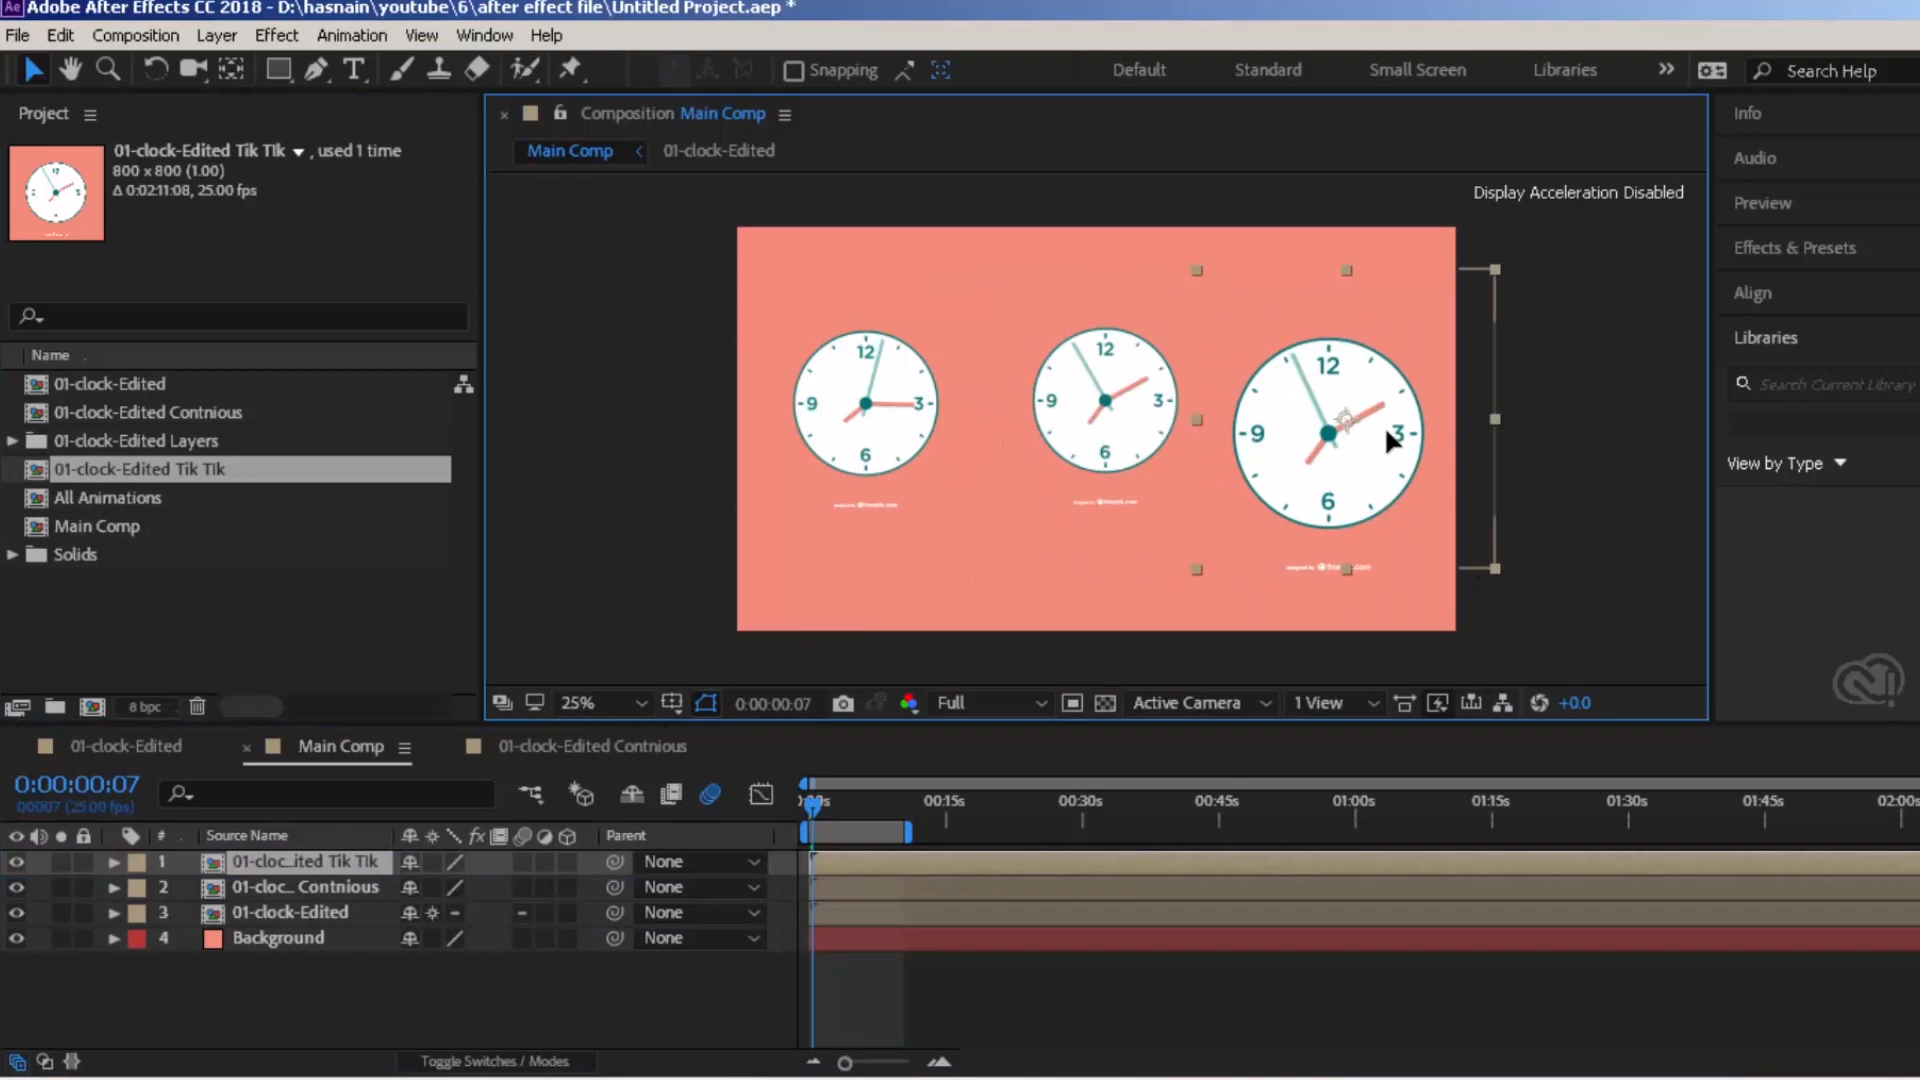 Ae Adobe After Effects CC 2018 - D:\hasnain\youtube\6\after effect file\Untitled Project.aep *
File Edit Composition Layer Effect Animation View Window Help
T Snapping Default Standard Small Screen Libraries Search Help
Project
01-clock-Edited Tik TIk , used 1 time
800 x 800 (1.00)
Δ 0:02:11:08, 25.00 fps
Name
01-clock-Edited
01-clock-Edited Contnious
01-clock-Edited Layers
01-clock-Edited Tik TIk
All Animations
Main Comp
Solids
8 bpc
Composition Main Comp
Main Comp 01-clock-Edited
Display Acceleration Disabled
12
9 3
6
12
9 3
6
12
9 3
6
25% 0:00:00:07 Full Active Camera 1 View +0.0
Info
Audio
Preview
Effects & Presets
Align
Libraries
Search Current Library
View by Type
01-clock-Edited Main Comp 01-clock-Edited Contnious
0:00:00:07
00007 (25.00 fps)
00:15s 00:30s 00:45s 01:00s 01:15s 01:30s 01:45s 02:00s
# Source Name fx Parent
1 01-cloc...ited Tik TIk None
2 01-cloc... Contnious None
3 01-clock-Edited None
4 Background None
Toggle Switches / Modes